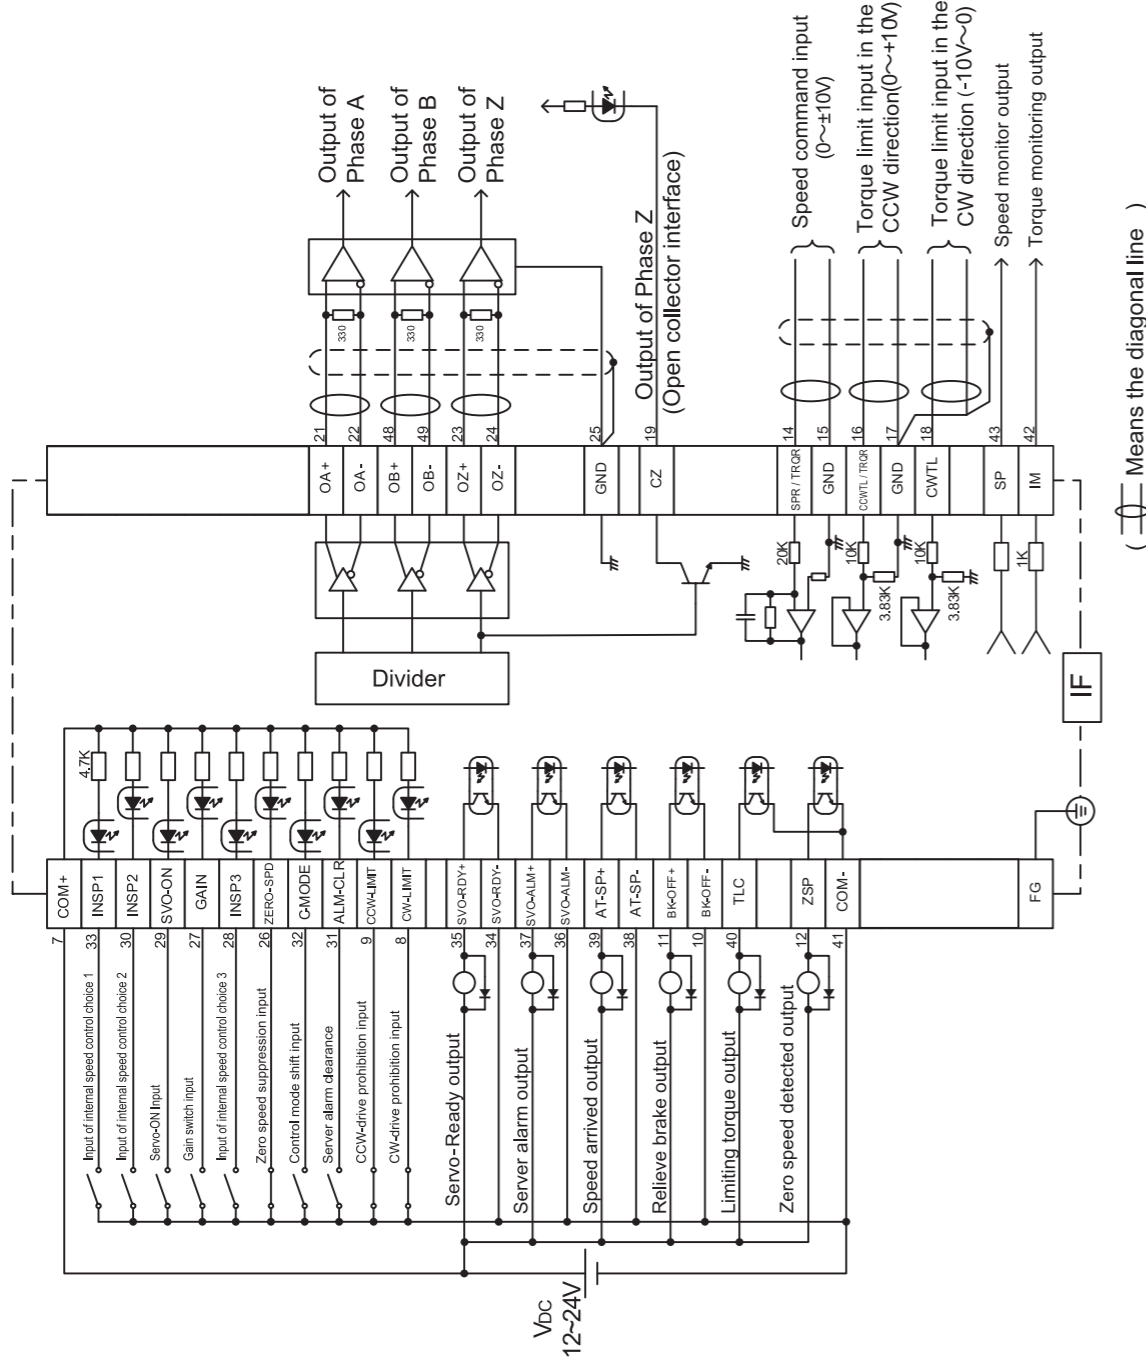 Output of
Phase A
Output of
Phase B
Output of
Phase Z
330
330
330
Output of Phase Z
(Open collector interface)
Speed command input
(0～±10V)
Torque limit input in the
CCW direction(0～+10V)
Torque limit input in the
CW direction (-10V～0)
Speed monitor output
Torque monitoring output
( Means the diagonal line )
21
22
48
49
23
24
25
19
14
15
16
17
18
43
42
OA+
OA-
OB+
OB-
OZ+
OZ-
GND
CZ
SPR / TRQR
GND
CCWTL / TRQR
GND
CWTL
SP
IM
20K
10K
3.83K
10K
3.83K
1K
Divider
IF
4.7K
COM+
INSP1
INSP2
SVO-ON
GAIN
INSP3
ZERO-SPD
C-MODE
ALM-CLR
CCW-LIMIT
CW-LIMIT
SVO-RDY+
SVO-RDY-
SVO-ALM+
SVO-ALM-
AT-SP+
AT-SP-
BK-OFF+
BK-OFF-
TLC
ZSP
COM-
FG
7
33
30
29
27
28
26
32
31
9
8
35
34
37
36
39
38
11
10
40
12
41
Input of internal speed control choice 1
Input of internal speed control choice 2
Servo-ON Input
Gain switch input
Input of internal speed control choice 3
Zero speed suppression input
Control mode shift input
Server alarm clearance
CCW-drive prohibition input
CW-drive prohibition input
Servo-Ready output
Server alarm output
Speed arrived output
Relieve brake output
Limiting torque output
Zero speed detected output
VDC
12~24V